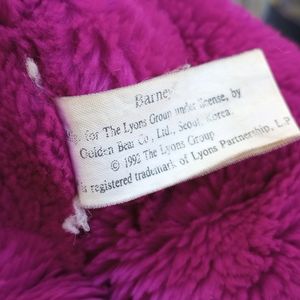 Barney
for The Lyons Group under license, by
Golden Bear Co., Ltd., Seoul, Korea.
© 1992 The Lyons Group
is registered trademark of Lyons Partnership, L.P